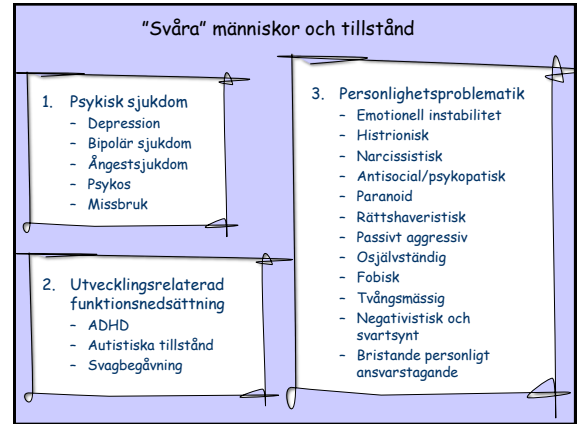 ”Svåra” människor och tillstånd
1. Psykisk sjukdom
– Depression
– Bipolär sjukdom
– Ångestsjukdom
– Psykos
– Missbruk
2. Utvecklingsrelaterad
funktionsnedsättning
– ADHD
– Autistiska tillstånd
– Svagbegåvning
3. Personlighetsproblematik
– Emotionell instabilitet
– Histrionisk
– Narcissistisk
– Antisocial/psykopatisk
– Paranoid
– Rättshaveristisk
– Passivt aggressiv
– Osjälvständig
– Fobisk
– Tvångsmässig
– Negativistisk och
svartsynt
– Bristande personligt
ansvarstagande